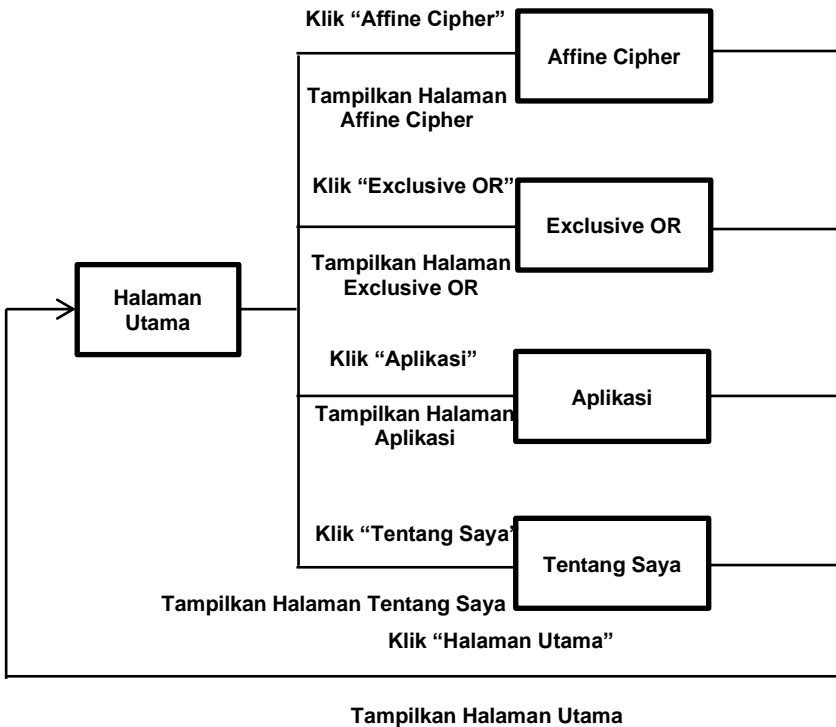 Klik “Affine Cipher”
Affine Cipher
Tampilkan Halaman
Affine Cipher
Klik “Exclusive OR”
Exclusive OR
Tampilkan Halaman
Exclusive OR
Halaman
Utama
Klik “Aplikasi”
Aplikasi
Tampilkan Halaman
Aplikasi
Klik “Tentang Saya”
Tentang Saya
Tampilkan Halaman Tentang Saya
Klik “Halaman Utama”
Tampilkan Halaman Utama